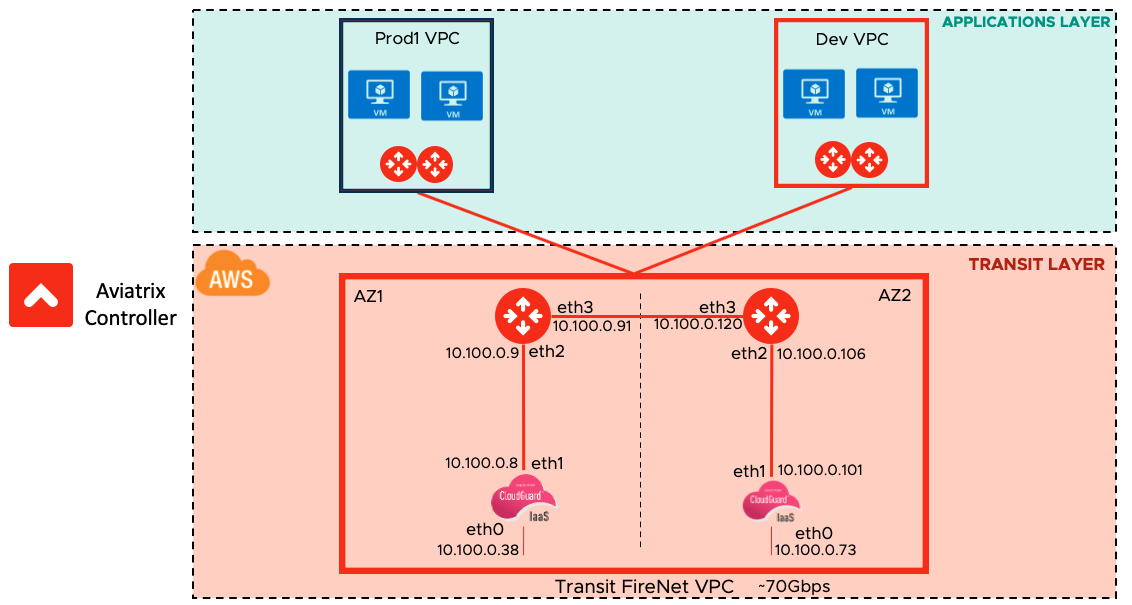 APPLICATIONS LAYER
Prod1 VPC
Dev VPC
VM
VM
VM
VM
AWS
TRANSIT LAYER
Aviatrix
Controller
AZ1
AZ2
eth3
10.100.0.91
eth3
10.100.0.120
10.100.0.9
eth2
eth2
10.100.0.106
10.100.0.8
eth1
eth1
10.100.0.101
CloudGuard
IaaS
CloudGuard
IaaS
eth0
10.100.0.38
eth0
10.100.0.73
Transit FireNet VPC
~70Gbps